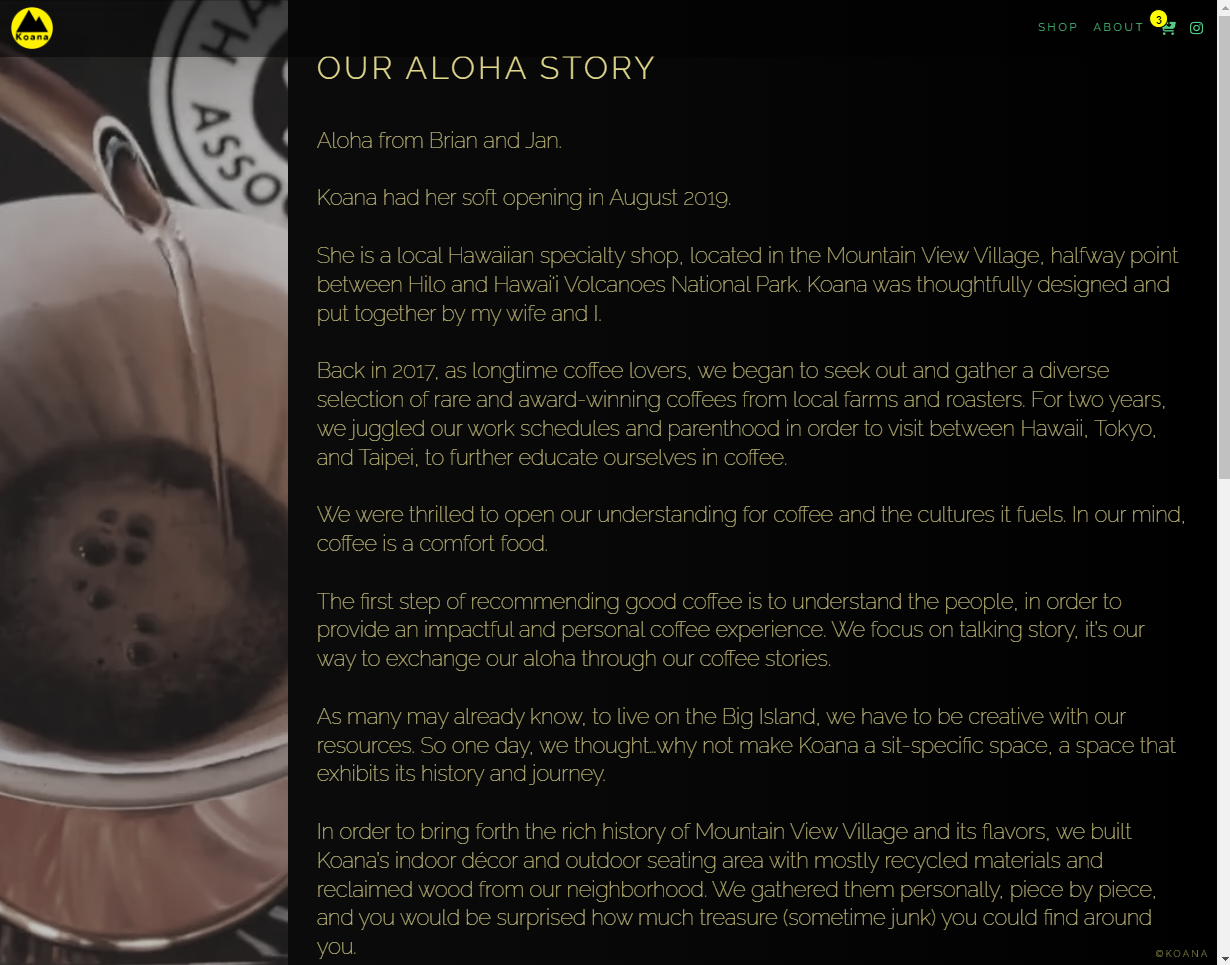 Koana
SHOP
ABOUT
3
ASSO
OUR ALOHA STORY
Aloha from Brian and Jan.
Koana had her soft opening in August 2019.
She is a local Hawaiian specialty shop, located in the Mountain View Village, halfway point
between Hilo and Hawai'i Volcanoes National Park. Koana was thoughtfully designed and
put together by my wife and I.
Back in 2017, as longtime coffee lovers, we began to seek out and gather a diverse
selection of rare and award-winning coffees from local farms and roasters. For two years,
we juggled our work schedules and parenthood in order to visit between Hawaii, Tokyo,
and Taipei, to further educate ourselves in coffee.
We were thrilled to open our understanding for coffee and the cultures it fuels. In our mind,
coffee is a comfort food.
The first step of recommending good coffee is to understand the people, in order to
provide an impactful and personal coffee experience. We focus on talking story, it's our
way to exchange our aloha through our coffee stories.
As many may already know, to live on the Big Island, we have to be creative with our
resources. So one day, we thought...why not make Koana a sit-specific space, a space that
exhibits its history and journey.
In order to bring forth the rich history of Mountain View Village and its flavors, we built
Koana's indoor décor and outdoor seating area with mostly recycled materials and
reclaimed wood from our neighborhood. We gathered them personally, piece by piece,
and you would be surprised how much treasure (sometime junk) you could find around
you.
©KOANA